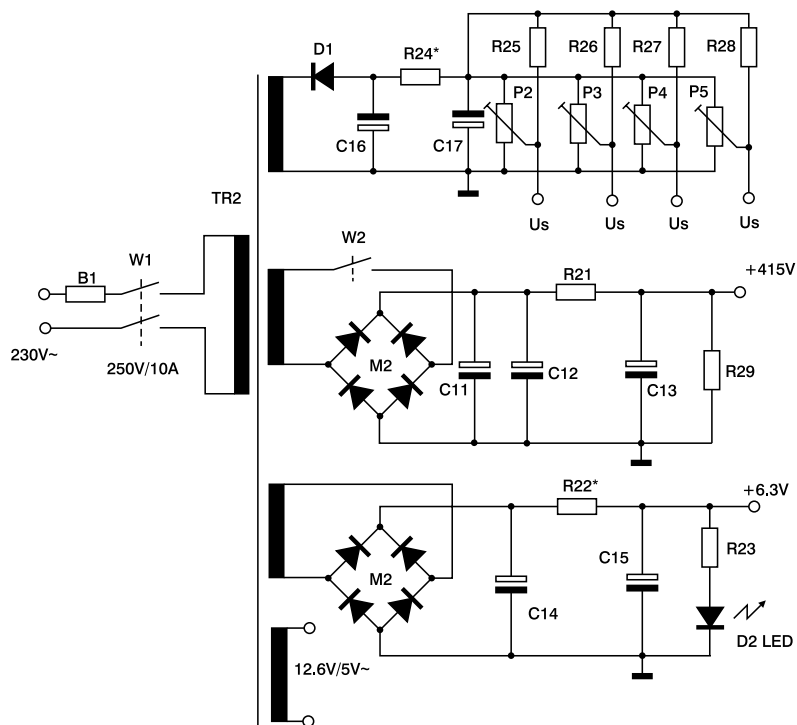 D1
R24*
R25
R26
R27
R28
P2
P3
P4
P5
C16
C17
Us
Us
Us
Us
TR2
W1
B1
230V~
250V/10A
W2
R21
+415V
M2
C11
C12
C13
R29
R22*
+6.3V
M2
C14
C15
R23
D2 LED
12.6V/5V~